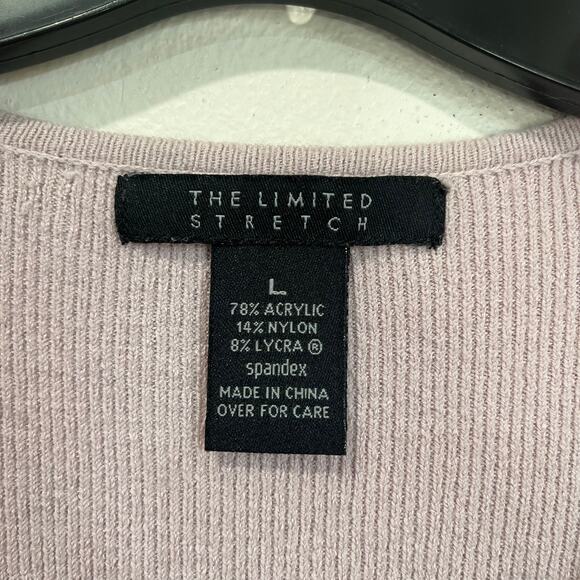 THE LIMITED
STRETCH
L
78% ACRYLIC
14% NYLON
8% LYCRA ®
spandex
MADE IN CHINA
OVER FOR CARE